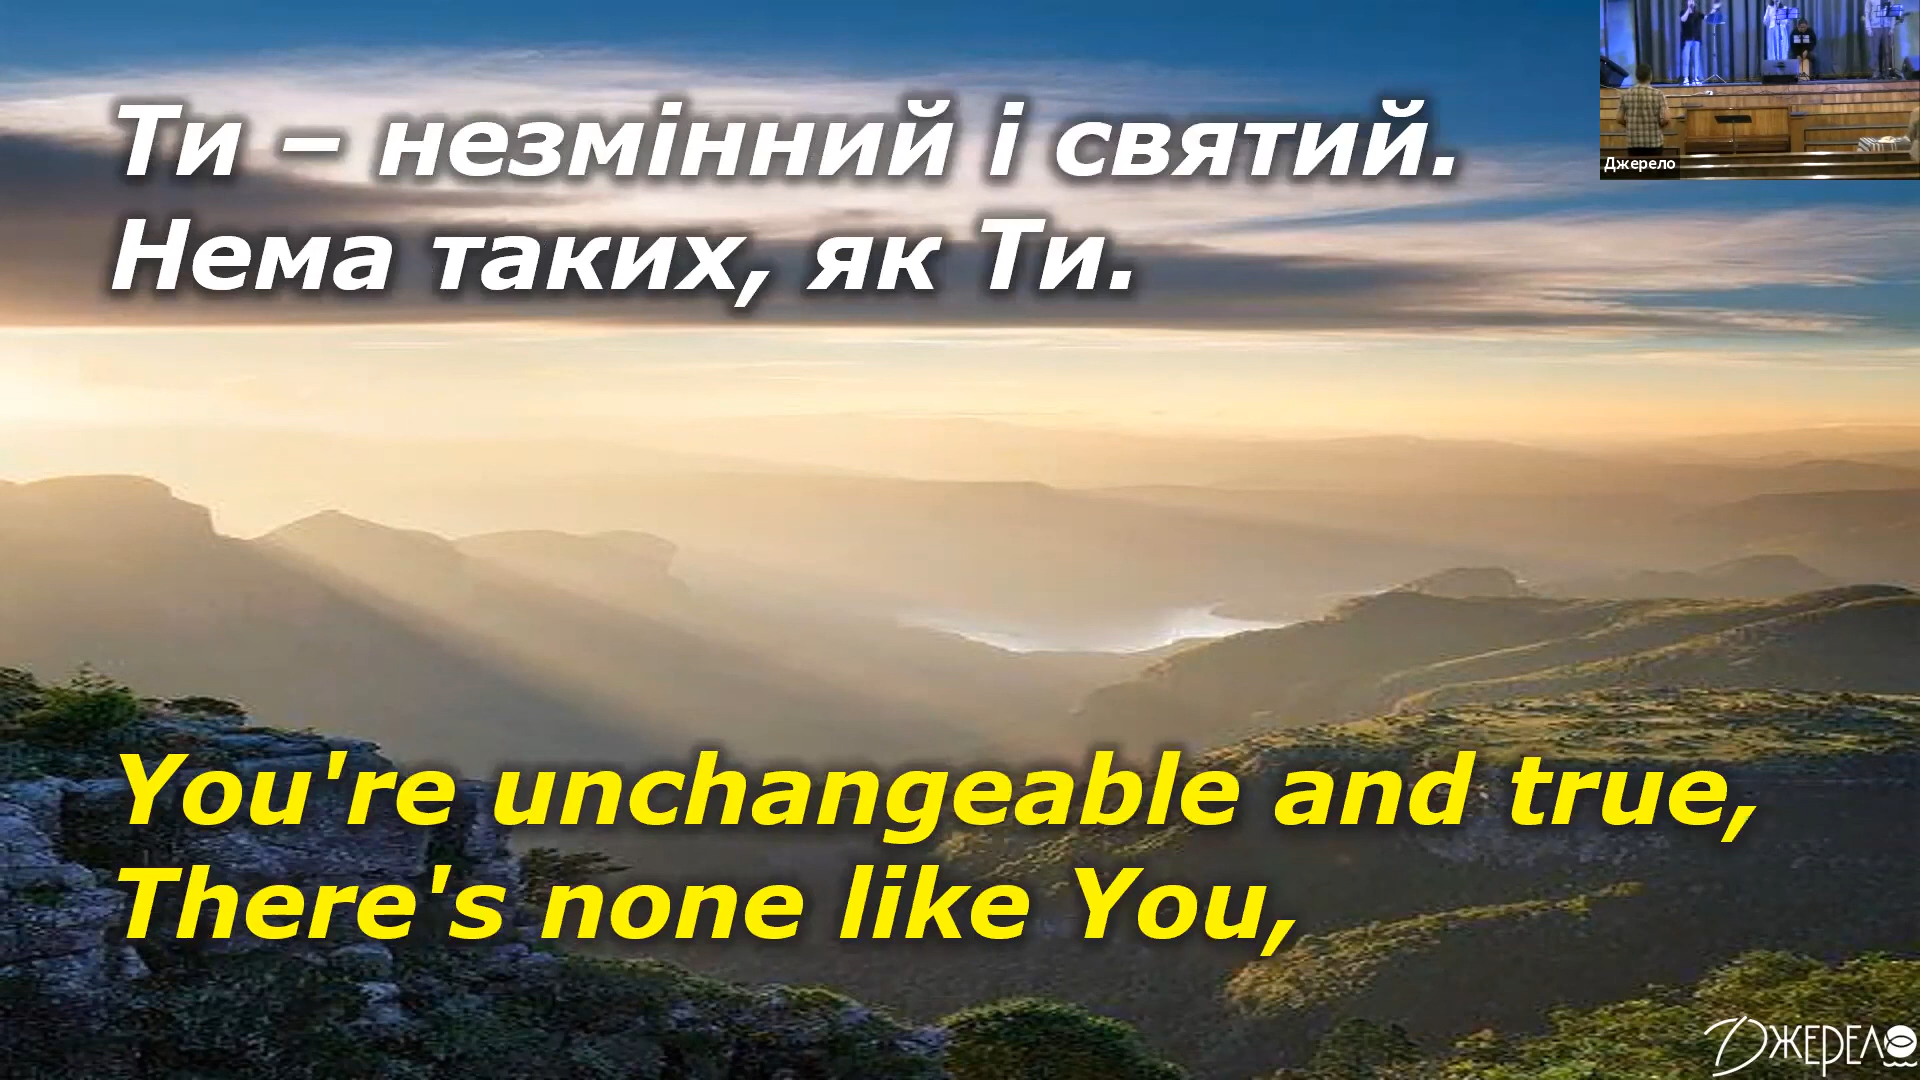 Ти – незмінний і святий.
Нема таких, як Ти.
Джерело
You're unchangeable and true,
There's none like You,
Джерело